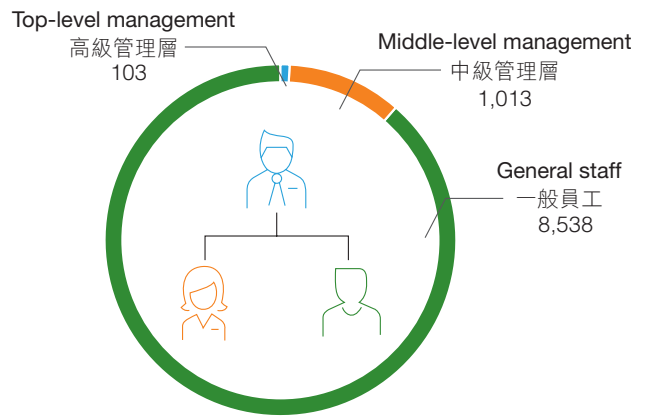 Top-level management
高級管理層
103
Middle-level management
中級管理層
1,013
General staff
一般員工
8,538